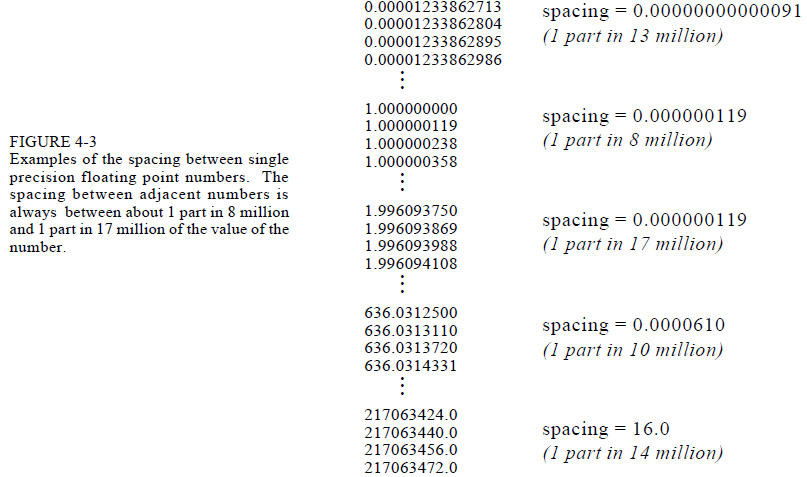 0.00001233862713
0.00001233862804
0.00001233862895
0.00001233862986
spacing = 0.00000000000091
(1 part in 13 million)
FIGURE 4-3
Examples of the spacing between single
precision floating point numbers. The
spacing between adjacent numbers is
always between about 1 part in 8 million
and 1 part in 17 million of the value of the
number.
1.000000000
1.000000119
1.000000238
1.000000358
spacing = 0.000000119
(1 part in 8 million)
1.996093750
1.996093869
1.996093988
1.996094108
spacing = 0.000000119
(1 part in 17 million)
636.0312500
636.0313110
636.0313720
636.0314331
spacing = 0.0000610
(1 part in 10 million)
217063424.0
217063440.0
217063456.0
217063472.0
spacing = 16.0
(1 part in 14 million)